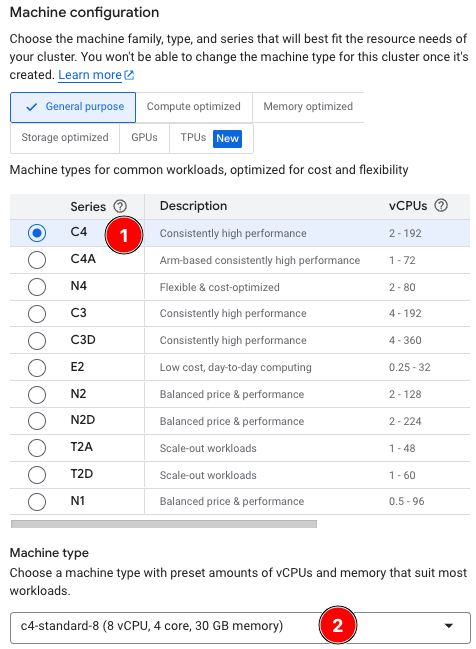 Machine configuration
Choose the machine family, type, and series that will best fit the resource needs of
your cluster. You won't be able to change the machine type for this cluster once it's
created. Learn more
General purpose Compute optimized Memory optimized
Storage optimized GPUs TPUs New
Machine types for common workloads, optimized for cost and flexibility
Series ? Description vCPUs ?
C4 1 Consistently high performance 2 - 192
C4A Arm-based consistently high performance 1 - 72
N4 Flexible & cost-optimized 2 - 80
C3 Consistently high performance 4 - 192
C3D Consistently high performance 4 - 360
E2 Low cost, day-to-day computing 0.25 - 32
N2 Balanced price & performance 2 - 128
N2D Balanced price & performance 2 - 224
T2A Scale-out workloads 1 - 48
T2D Scale-out workloads 1 - 60
N1 Balanced price & performance 0.5 - 96
Machine type
Choose a machine type with preset amounts of vCPUs and memory that suit most
workloads.
c4-standard-8 (8 vCPU, 4 core, 30 GB memory) 2